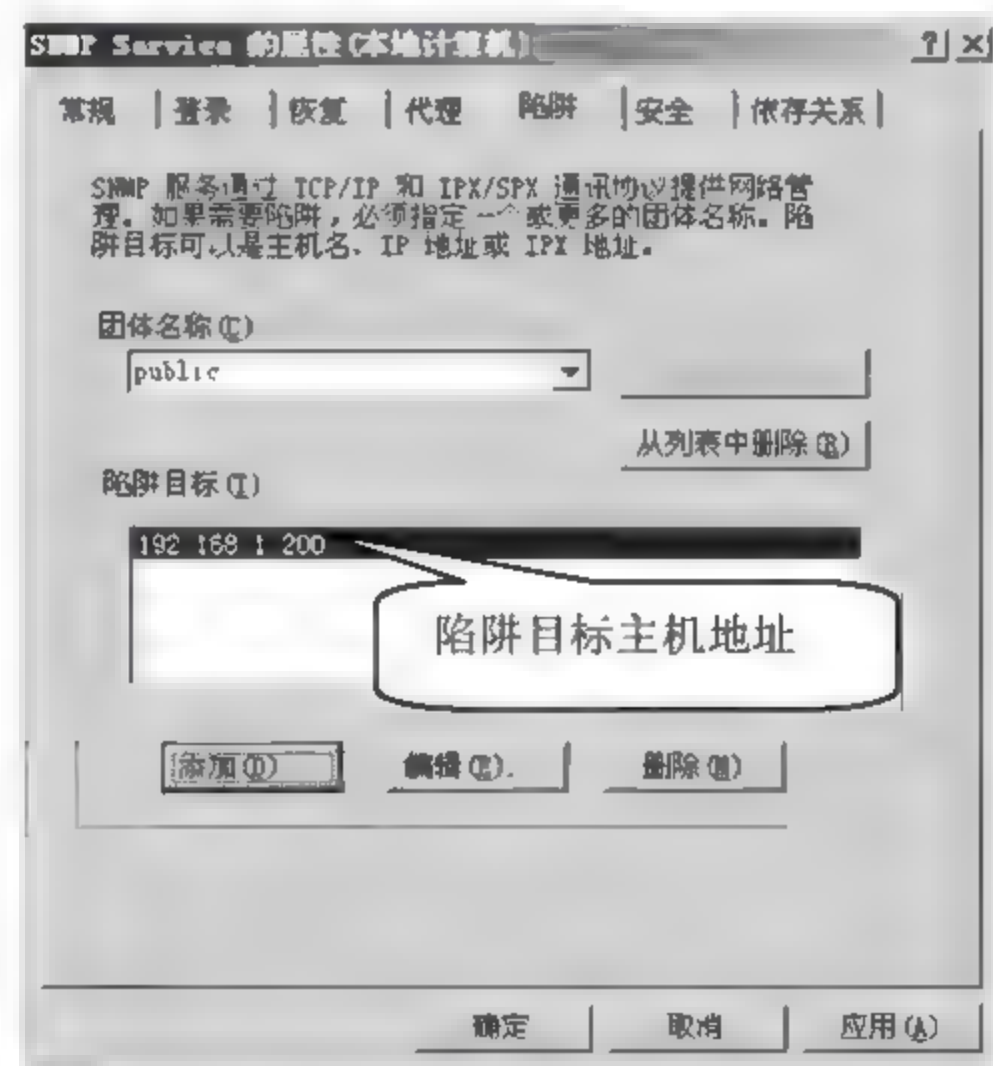 SNMP Service 的属性(本地计算机)
常规 登录 恢复 代理 陷阱 安全 依存关系
SNMP 服务通过 TCP/IP 和 IPX/SPX 通讯协议提供网络管
理。如果需要陷阱，必须指定一个或更多的团体名称。陷
阱目标可以是主机名、IP 地址或 IPX 地址。
团体名称(C)
public
从列表中删除(R)
陷阱目标(T)
192 168 1 200
陷阱目标主机地址
添加(D) 编辑(E). 删除(M)
确定 取消 应用(A)